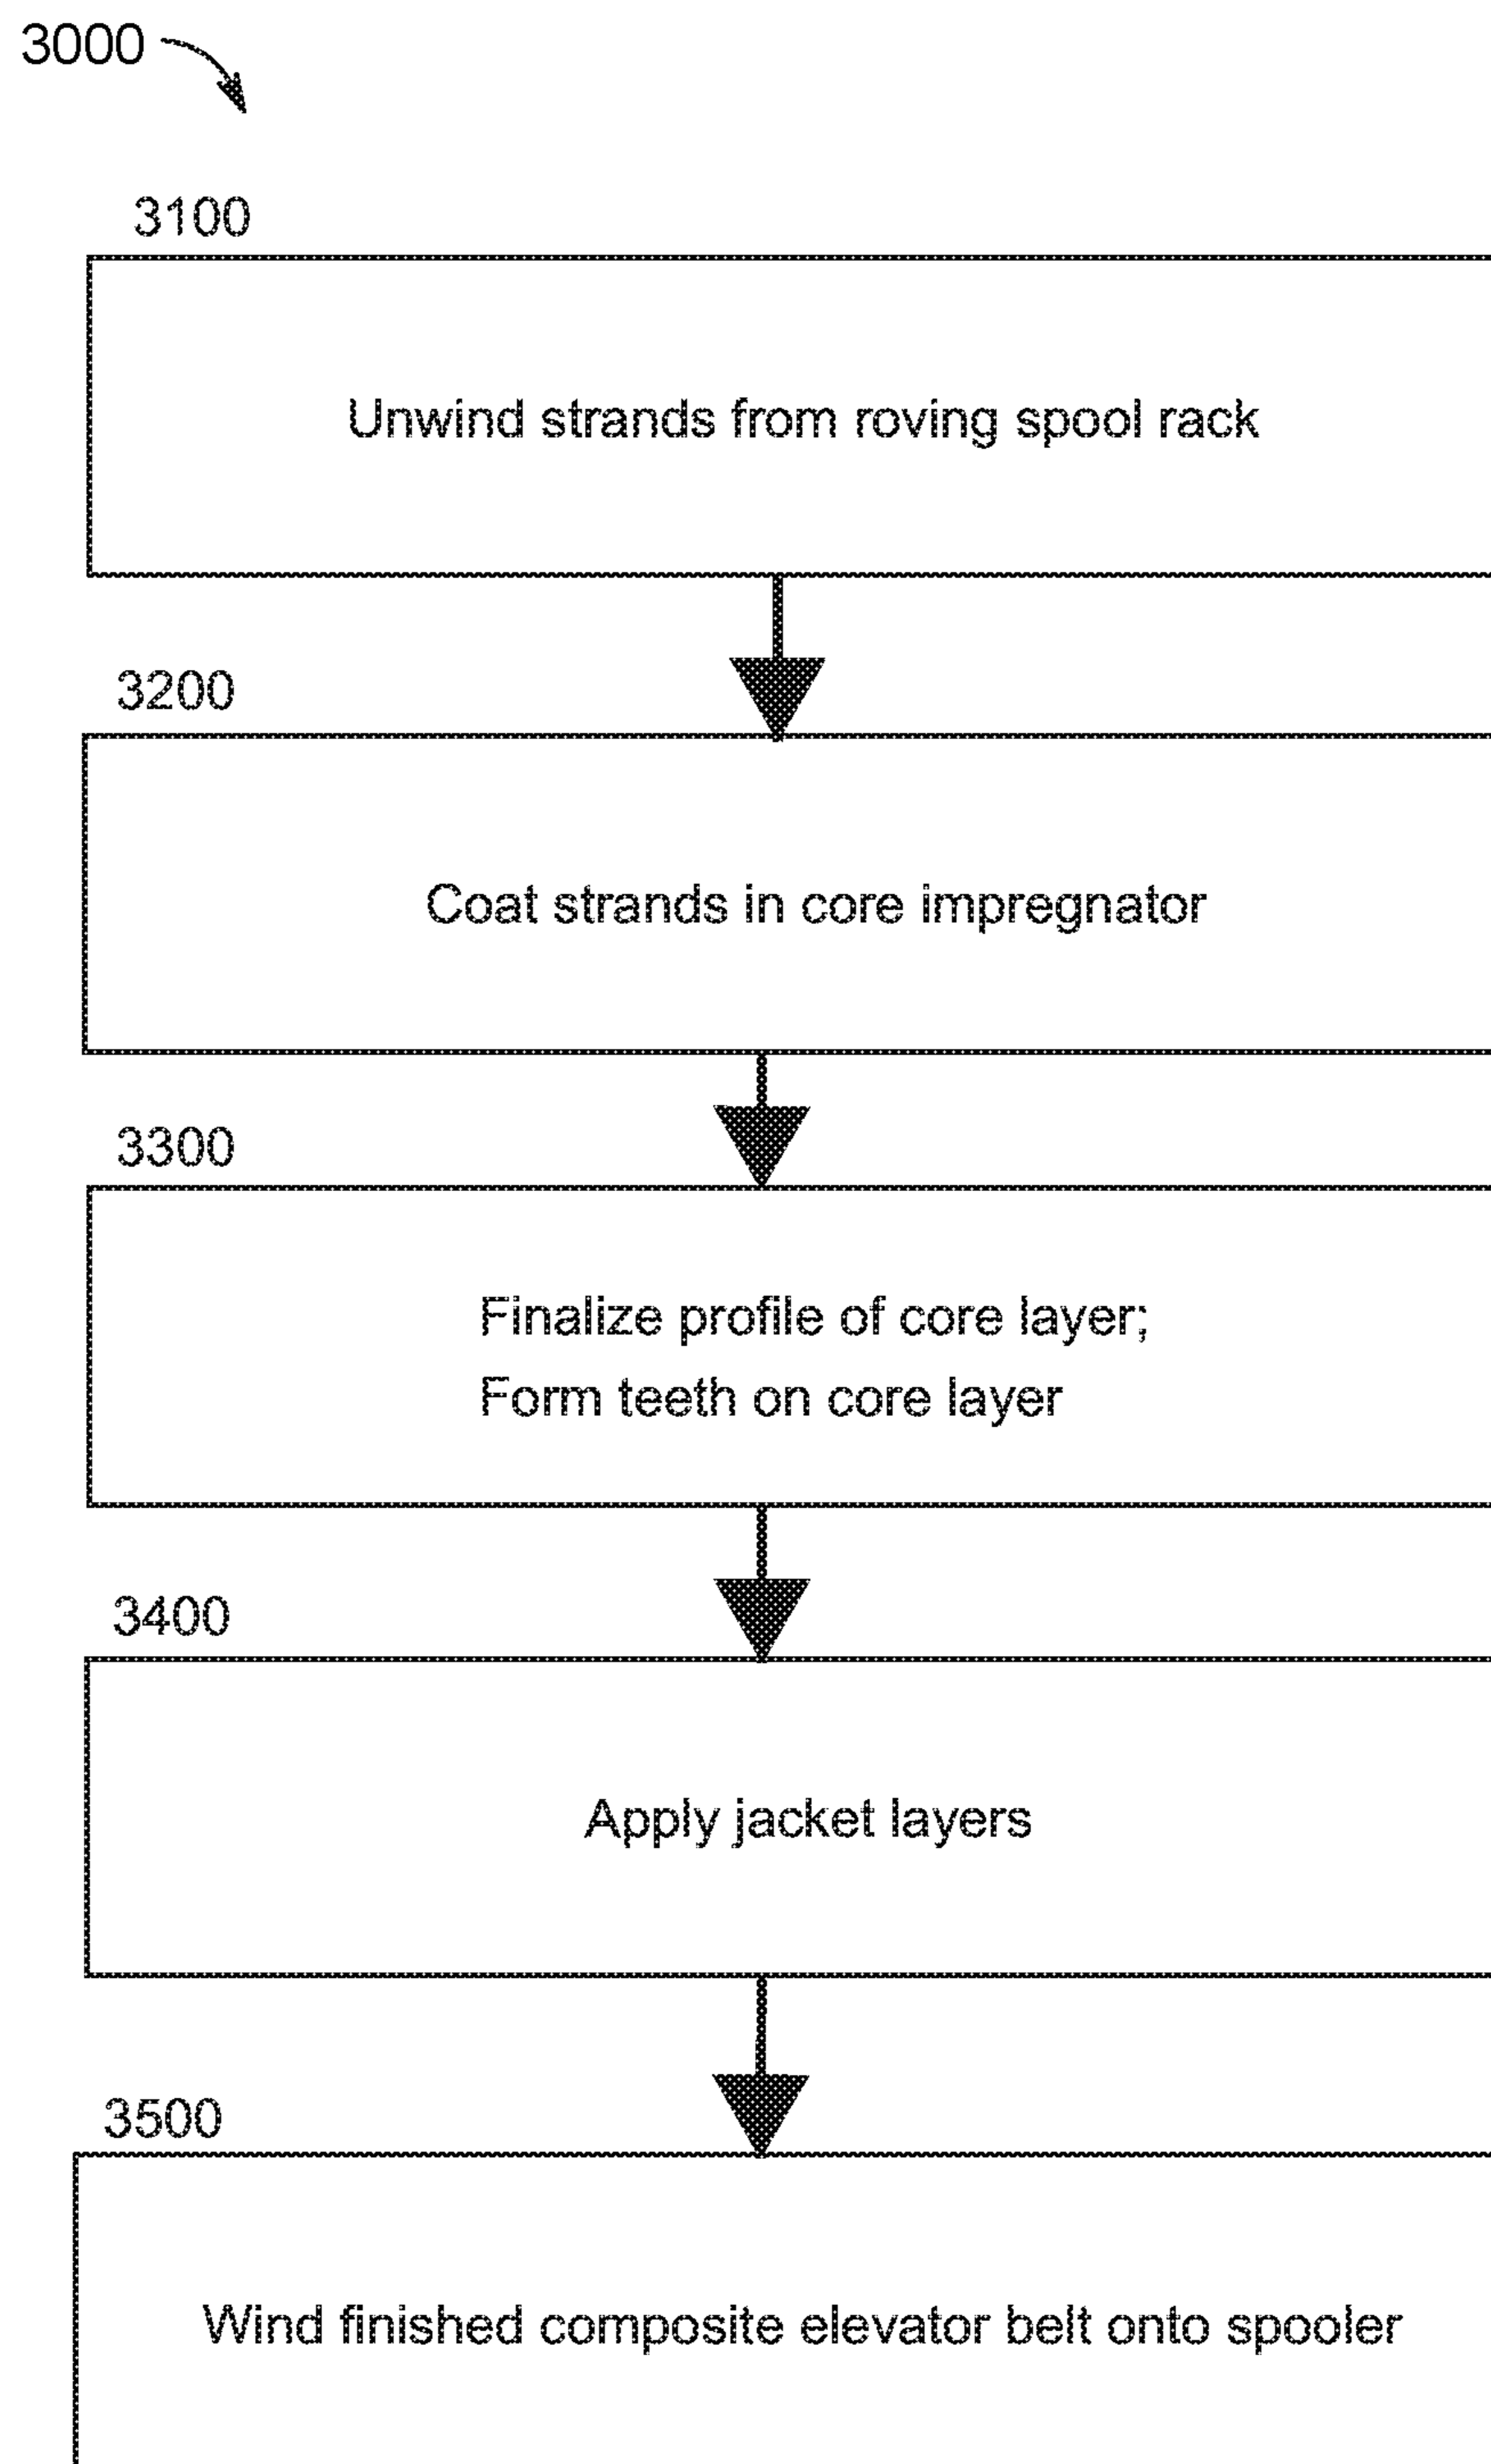 3000
3100
Unwind strands from roving spool rack
3200
Coat strands in core impregnator
3300
Finalize profile of core layer;
Form teeth on core layer
3400
Apply jacket layers
3500
Wind finished composite elevator belt onto spooler